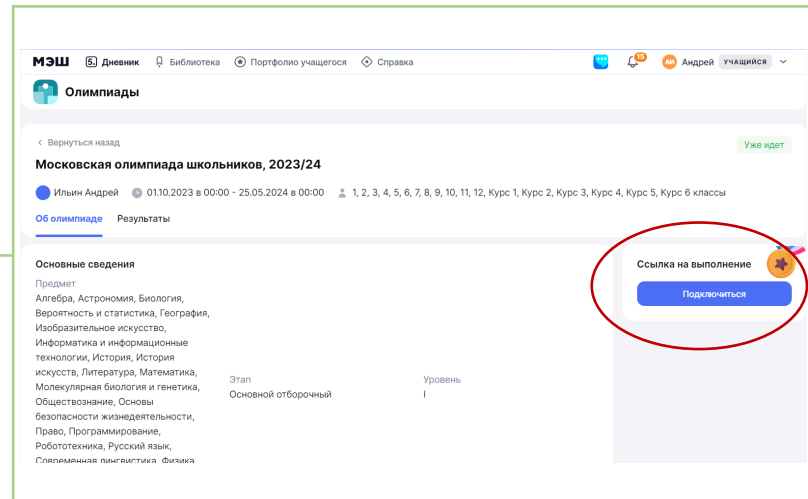 МЭШ Дневник Библиотека Портфолио учащегося Справка 15 АИ Андрей УЧАЩИЙСЯ
Олимпиады
Вернуться назад
Уже идет
Московская олимпиада школьников, 2023/24
Ильин Андрей 01.10.2023 в 00:00 - 25.05.2024 в 00:00 1, 2, 3, 4, 5, 6, 7, 8, 9, 10, 11, 12, Курс 1, Курс 2, Курс 3, Курс 4, Курс 5, Курс 6 классы
Об олимпиаде Результаты
Основные сведения
Предмет
Алгебра, Астрономия, Биология,
Вероятность и статистика, География,
Изобразительное искусство,
Информатика и информационные
технологии, История, История
искусств, Литература, Математика,
Молекулярная биология и генетика,
Обществознание, Основы
безопасности жизнедеятельности,
Право, Программирование,
Робототехника, Русский язык,
Современная лингвистика, Физика
Этап
Основной отборочный
Уровень
I
Ссылка на выполнение
Подключиться